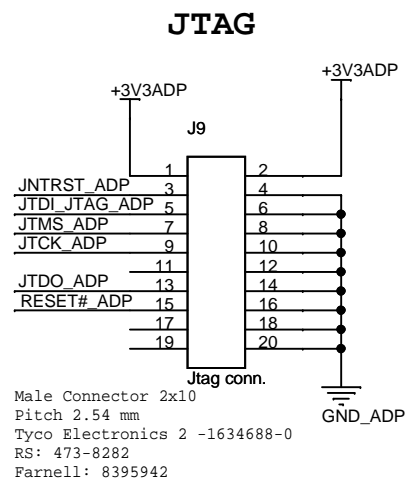 JTAG
+3V3ADP
+3V3ADP
J9
1 2
JNTRST_ADP 3 4
JTDI_JTAG_ADP 5 6
JTMS_ADP 7 8
JTCK_ADP 9 10
11 12
JTDO_ADP 13 14
RESET#_ADP 15 16
17 18
19 20
Jtag conn.
GND_ADP
Male Connector 2x10
Pitch 2.54 mm
Tyco Electronics 2 -1634688-0
RS: 473-8282
Farnell: 8395942